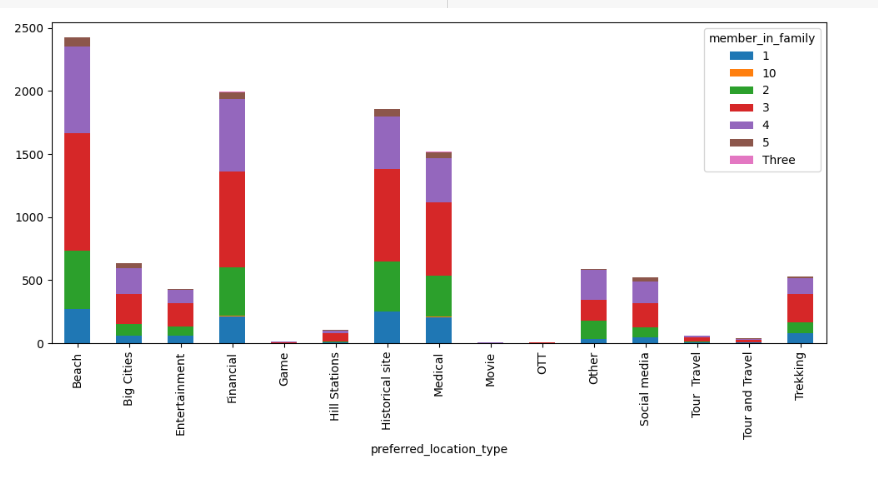 2500
2000
1500
1000
500
0
member_in_family
1
10
2
3
4
5
Three
Beach
Big Cities
Entertainment
Financial
Game
Hill Stations
Historical site
Medical
Movie
OTT
Other
Social media
Tour  Travel
Tour and Travel
Trekking
preferred_location_type